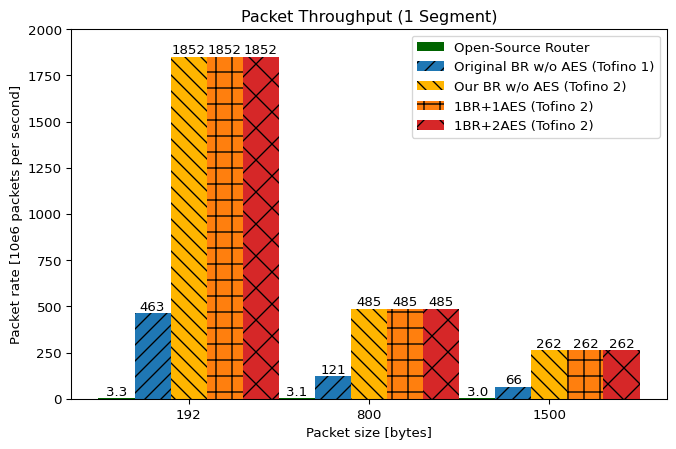 Packet Throughput (1 Segment)
Packet rate [10e6 packets per second]
2000
1750
1500
1250
1000
750
500
250
0
Open-Source Router
Original BR w/o AES (Tofino 1)
Our BR w/o AES (Tofino 2)
1BR+1AES (Tofino 2)
1BR+2AES (Tofino 2)
3.3 463 1852 1852 1852
3.1 121 485 485 485
3.0 66 262 262 262
192 800 1500
Packet size [bytes]